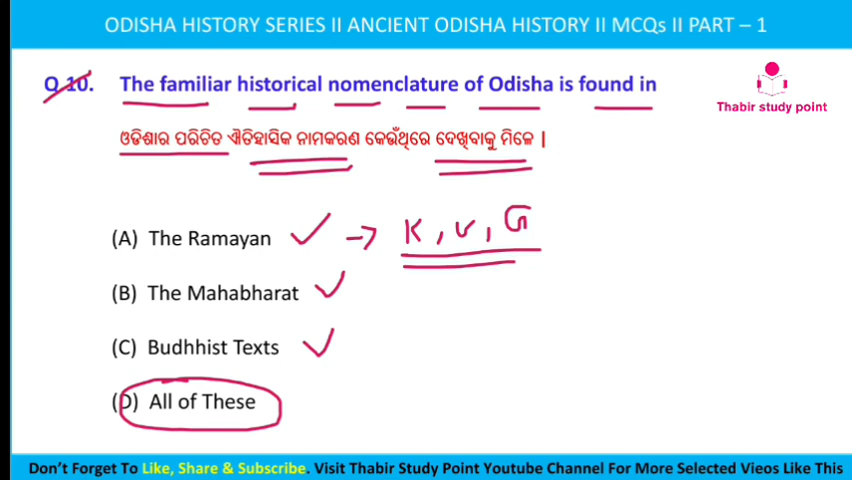 ODISHA HISTORY SERIES II ANCIENT ODISHA HISTORY II MCQs II PART – 1
Q 10. The familiar historical nomenclature of Odisha is found in
Thabir study point
ଓଡିଶାର ପରିଚିତ ଐତିହାସିକ ନାମକରଣ କେଉଁଥିରେ ଦେଖିବାକୁ ମିଳେ |
(A) The Ramayan → K, U, G
(B) The Mahabharat
(C) Budhhist Texts
(D) All of These
Don't Forget To Like, Share & Subscribe. Visit Thabir Study Point Youtube Channel For More Selected Vieos Like This